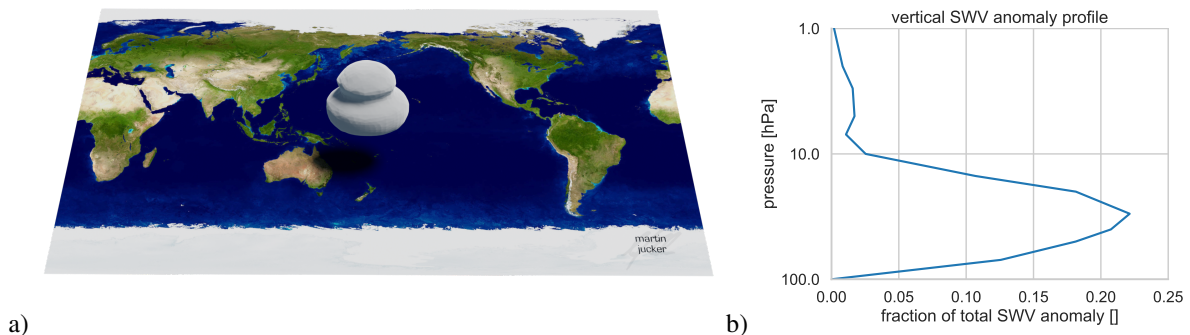 martin
jucker
a)
vertical SWV anomaly profile
1.0
10.0
100.0
pressure [hPa]
0.00 0.05 0.10 0.15 0.20 0.25
fraction of total SWV anomaly []
b)